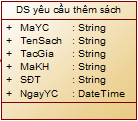 DS yêu cầu thêm sách
+ MaYC : String
+ TenSach : String
+ TacGia : String
+ MaKH : String
+ SĐT : String
+ NgayYC : DateTime